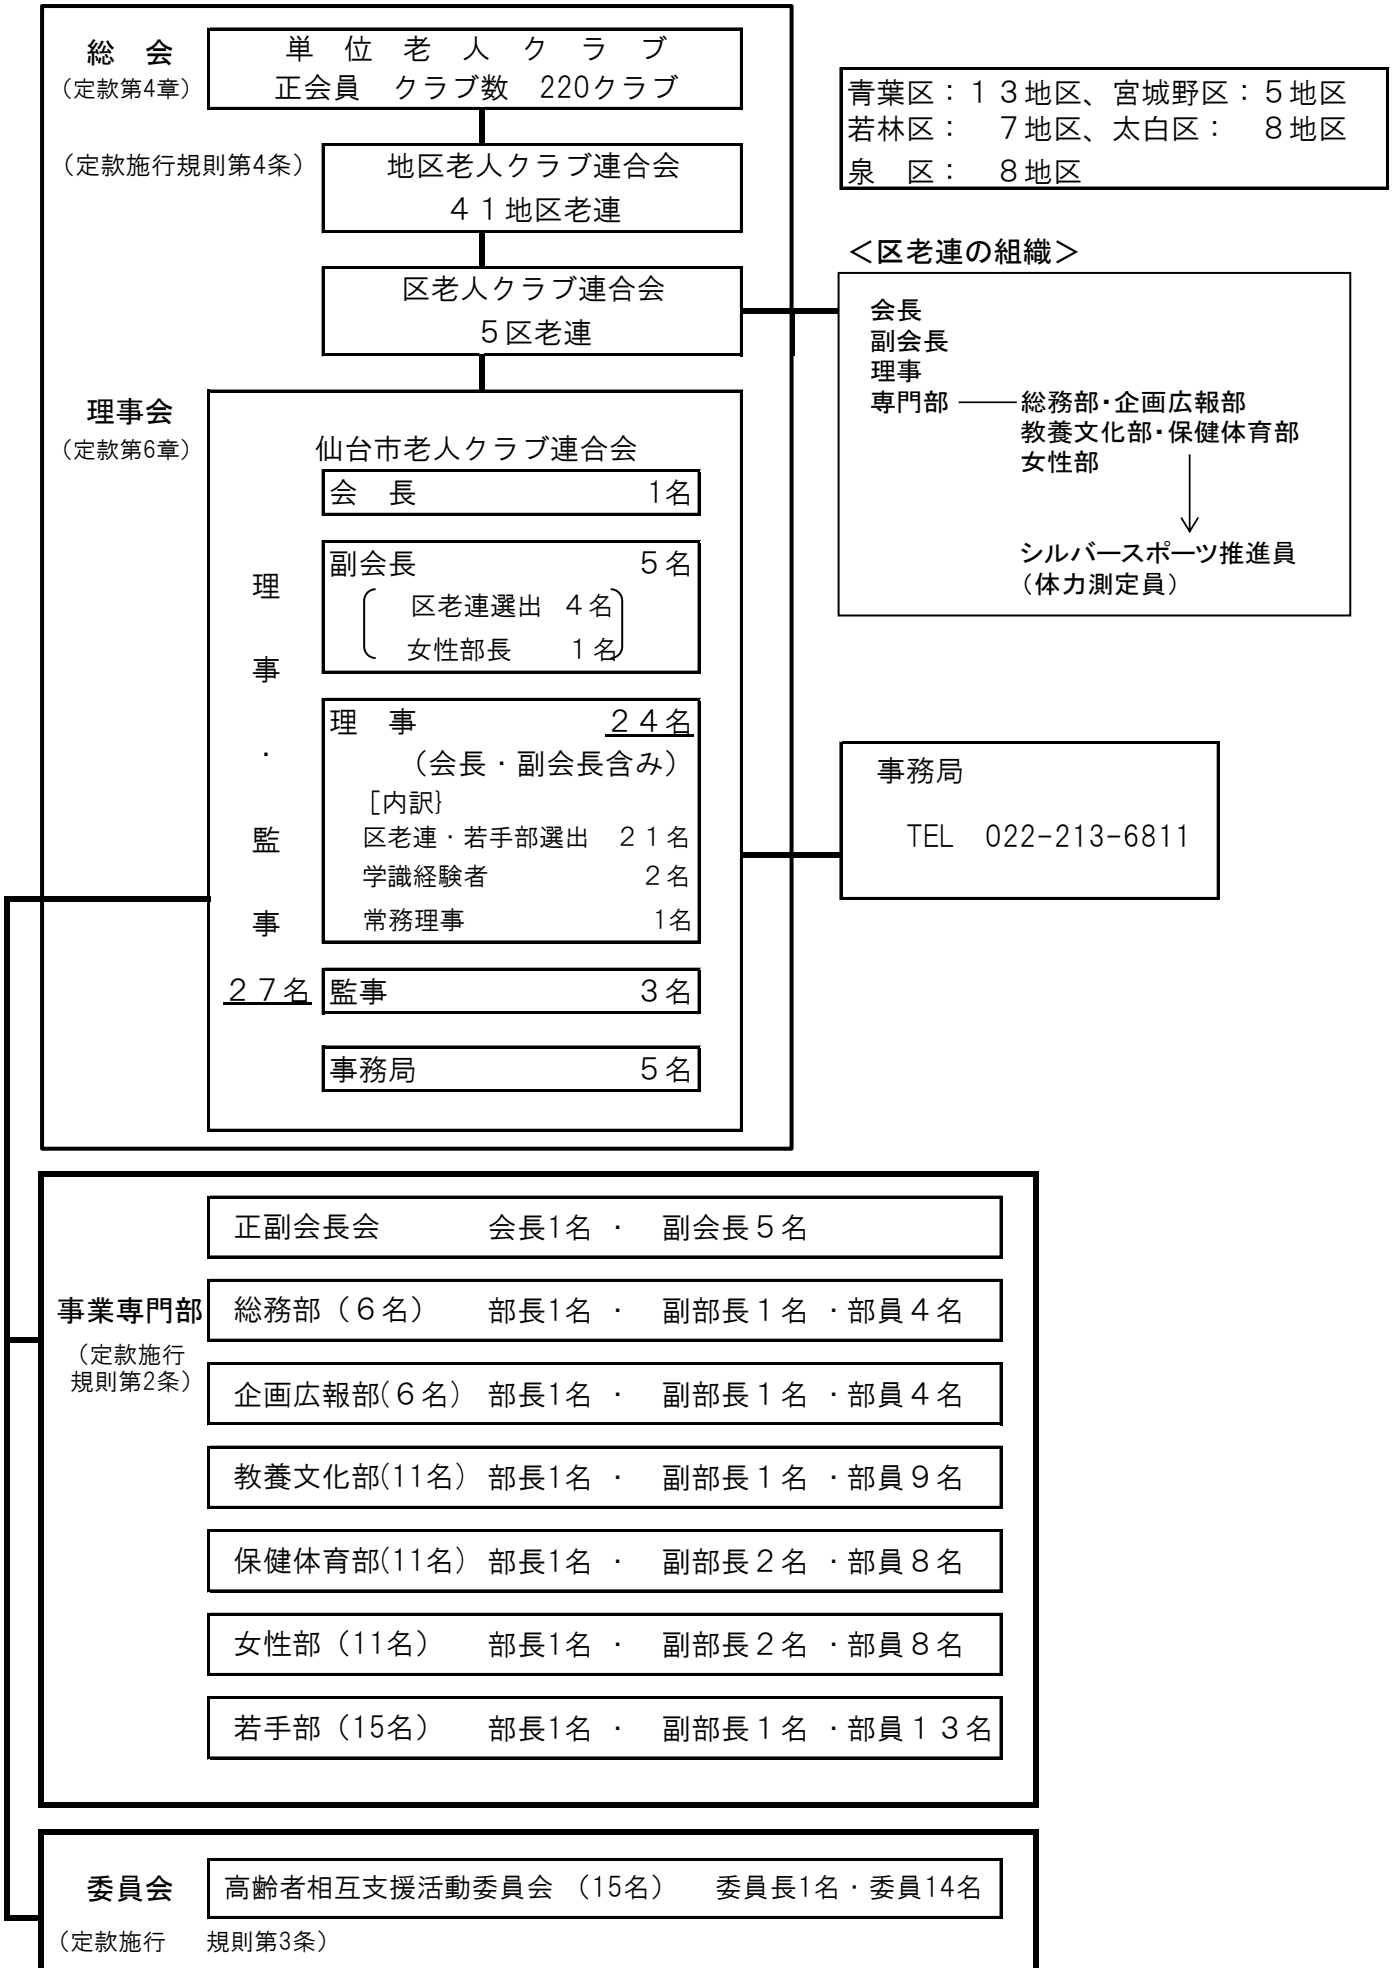 総　会
（定款第4章）
単　位　老　人　ク　ラ　ブ
正会員　クラブ数　220クラブ
（定款施行規則第4条）
地区老人クラブ連合会
４１地区老連
区老人クラブ連合会
５区老連
青葉区：１３地区、宮城野区：５地区
若林区：　７地区、太白区：　８地区
泉　区：　８地区
＜区老連の組織＞
会長
副会長
理事
専門部 ―― 総務部・企画広報部
教養文化部・保健体育部
女性部
シルバースポーツ推進員
（体力測定員）
理事会
（定款第6章）
仙台市老人クラブ連合会
会　長　1名
副会長　５名
区老連選出　４名
女性部長　１名
理　事　２４名
（会長・副会長含み）
［内訳}
区老連・若手部選出　２１名
学識経験者　２名
常務理事　1名
理
事
・
監
事
２７名
監事　３名
事務局　５名
事務局
TEL　022-213-6811
正副会長会　会長1名　・　副会長５名
事業専門部
（定款施行
規則第2条）
総務部（６名）　部長1名　・　副部長１名　・部員４名
企画広報部(６名)　部長1名　・　副部長１名　・部員４名
教養文化部(11名)　部長1名　・　副部長１名　・部員９名
保健体育部(11名)　部長1名　・　副部長２名　・部員８名
女性部（11名）　部長1名　・　副部長２名　・部員８名
若手部（15名）　部長1名　・　副部長１名　・部員１３名
委員会
高齢者相互支援活動委員会　（15名）　委員長1名・委員14名
（定款施行　規則第3条）